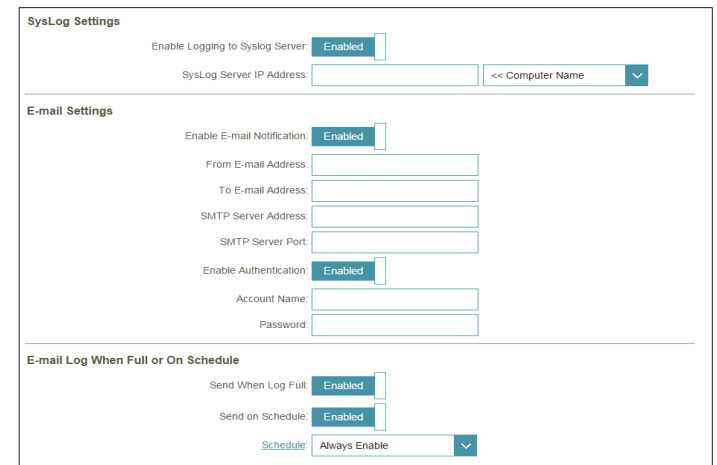 SysLog Settings
Enable Logging to Syslog Server: Enabled
SysLog Server IP Address: << Computer Name
E-mail Settings
Enable E-mail Notification: Enabled
From E-mail Address:
To E-mail Address:
SMTP Server Address:
SMTP Server Port:
Enable Authentication: Enabled
Account Name:
Password:
E-mail Log When Full or On Schedule
Send When Log Full: Enabled
Send on Schedule: Enabled
Schedule: Always Enable